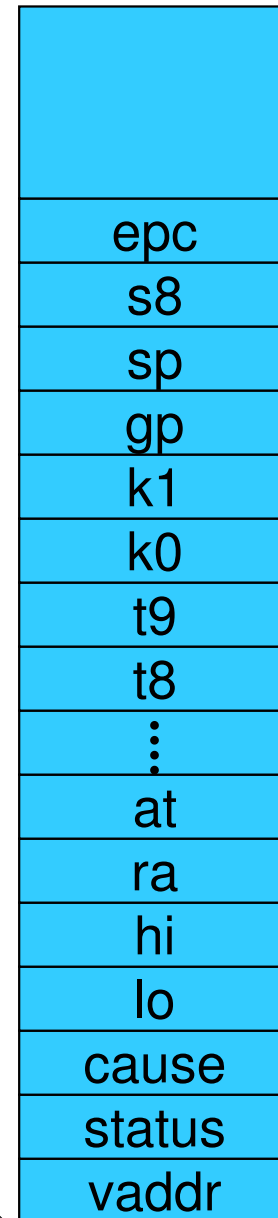 epc
s8
sp
gp
k1
k0
t9
t8
⋮
at
ra
hi
lo
cause
status
vaddr